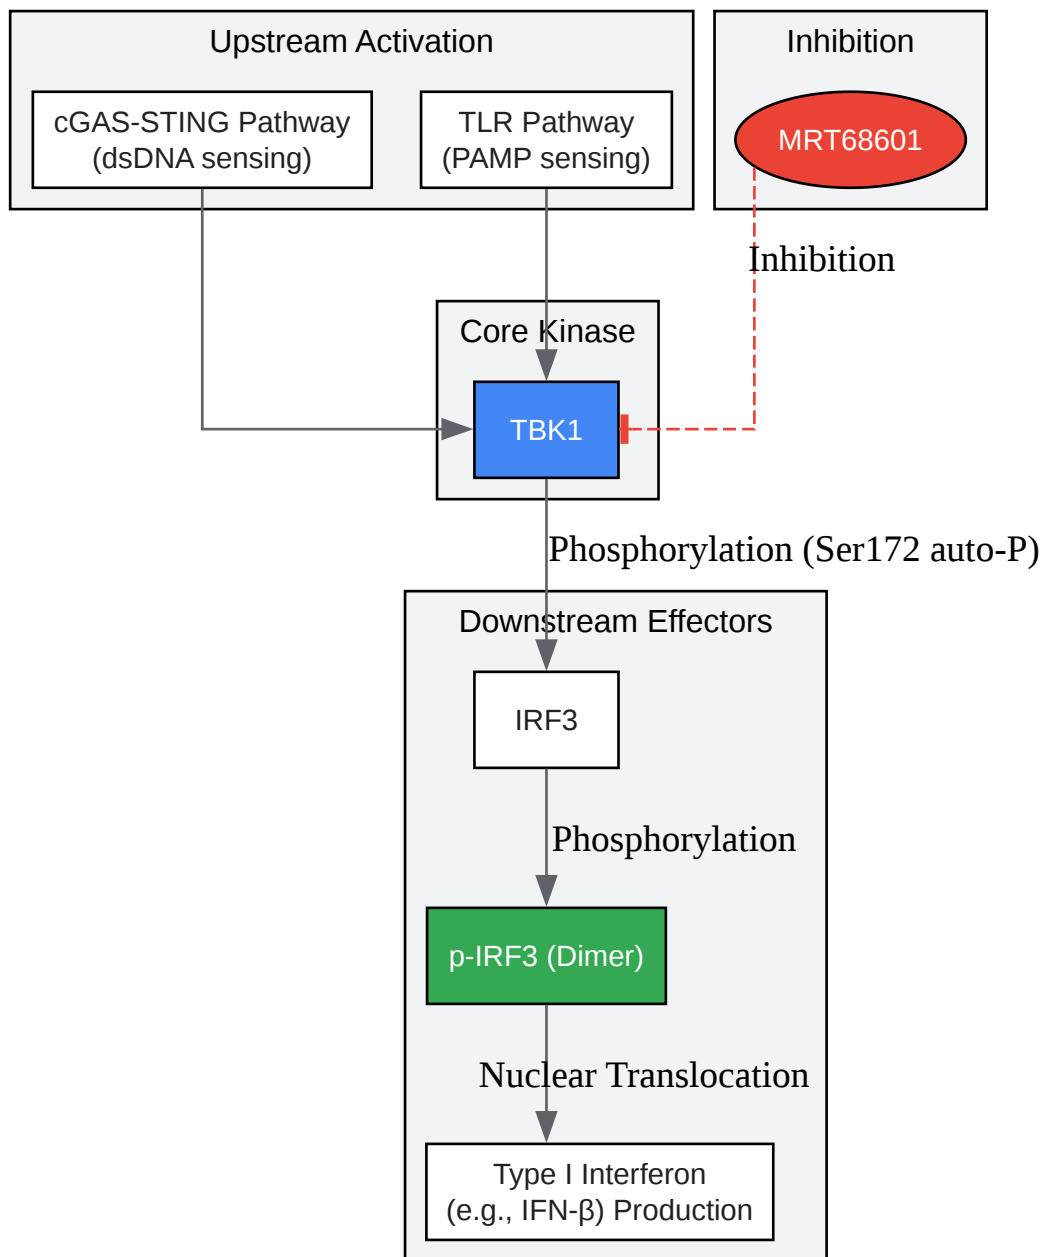 Upstream Activation
Inhibition
cGAS-STING Pathway
(dsDNA sensing)
TLR Pathway
(PAMP sensing)
MRT68601
Inhibition
Core Kinase
TBK1
Phosphorylation (Ser172 auto-P)
Downstream Effectors
IRF3
Phosphorylation
p-IRF3 (Dimer)
Nuclear Translocation
Type I Interferon
(e.g., IFN-β) Production